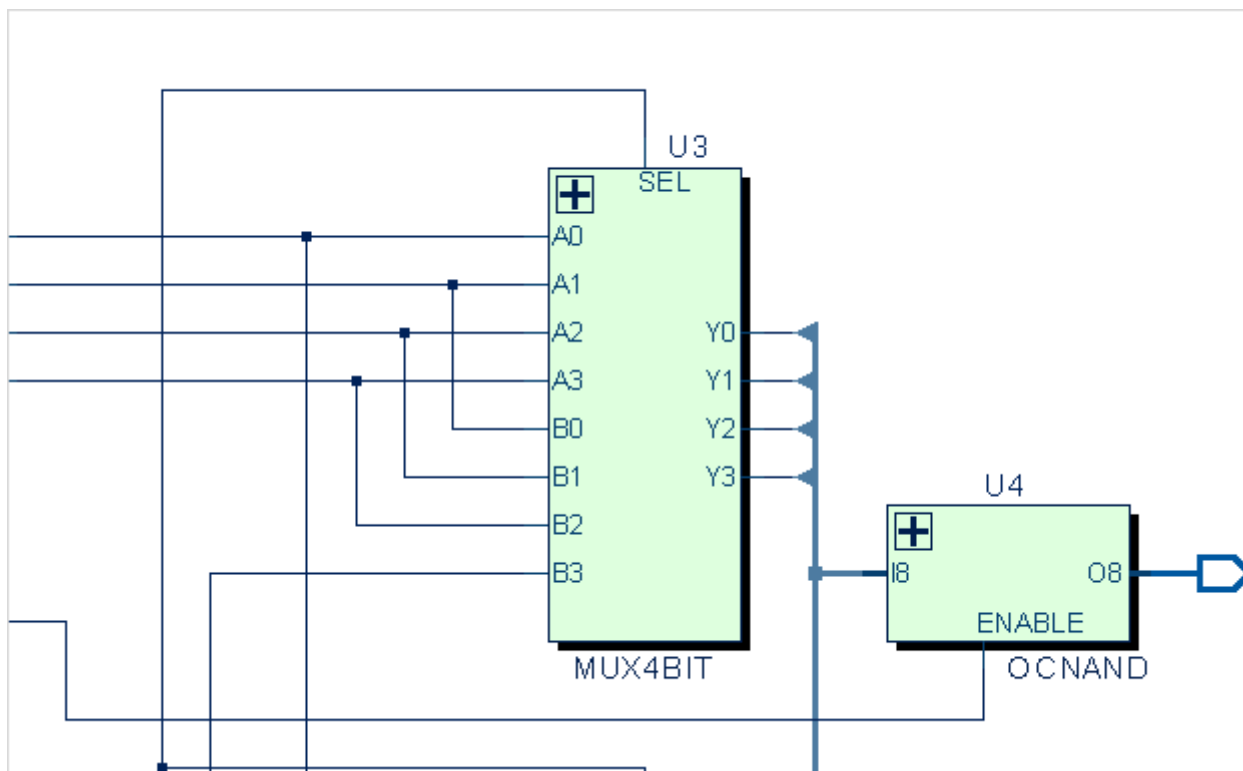 U3
SEL
A0
A1
A2 Y0
A3 Y1
B0 Y2
B1 Y3
U4
B2
B3 I8 O8
ENABLE
MUX4BIT OCNAND